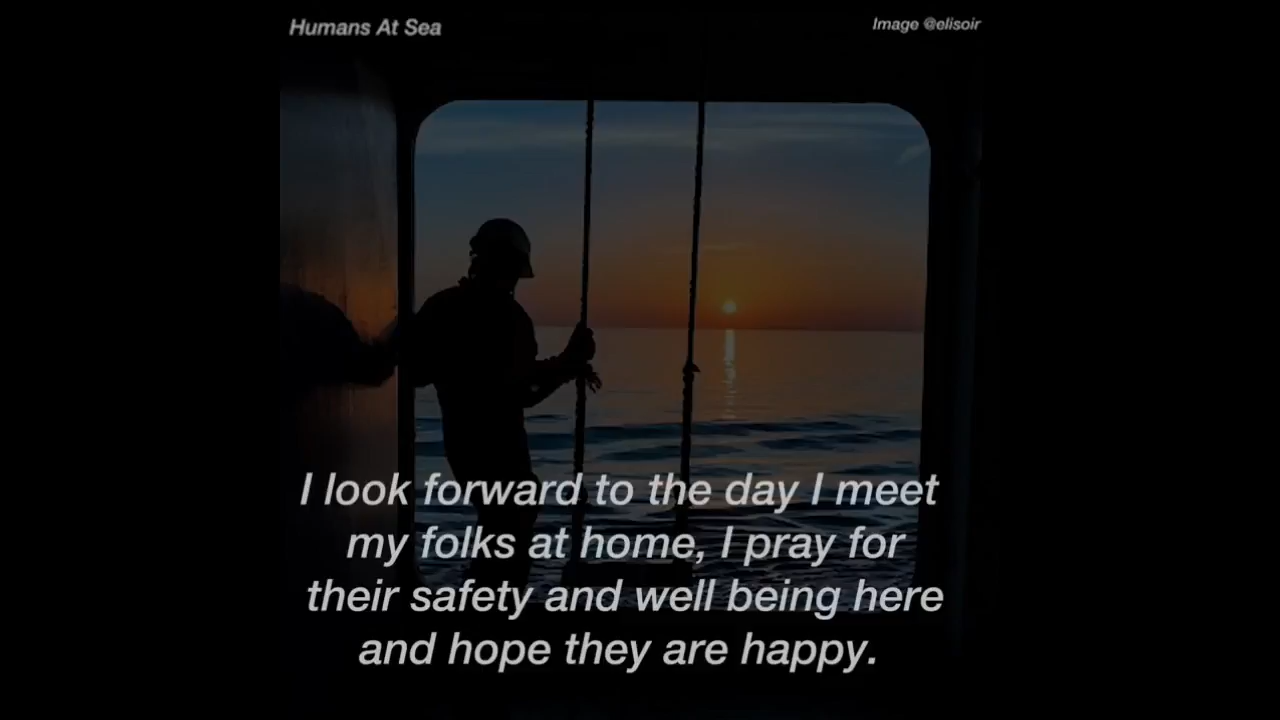 Humans At Sea
Image @elisoir
I look forward to the day I meet
my folks at home, I pray for
their safety and well being here
and hope they are happy.